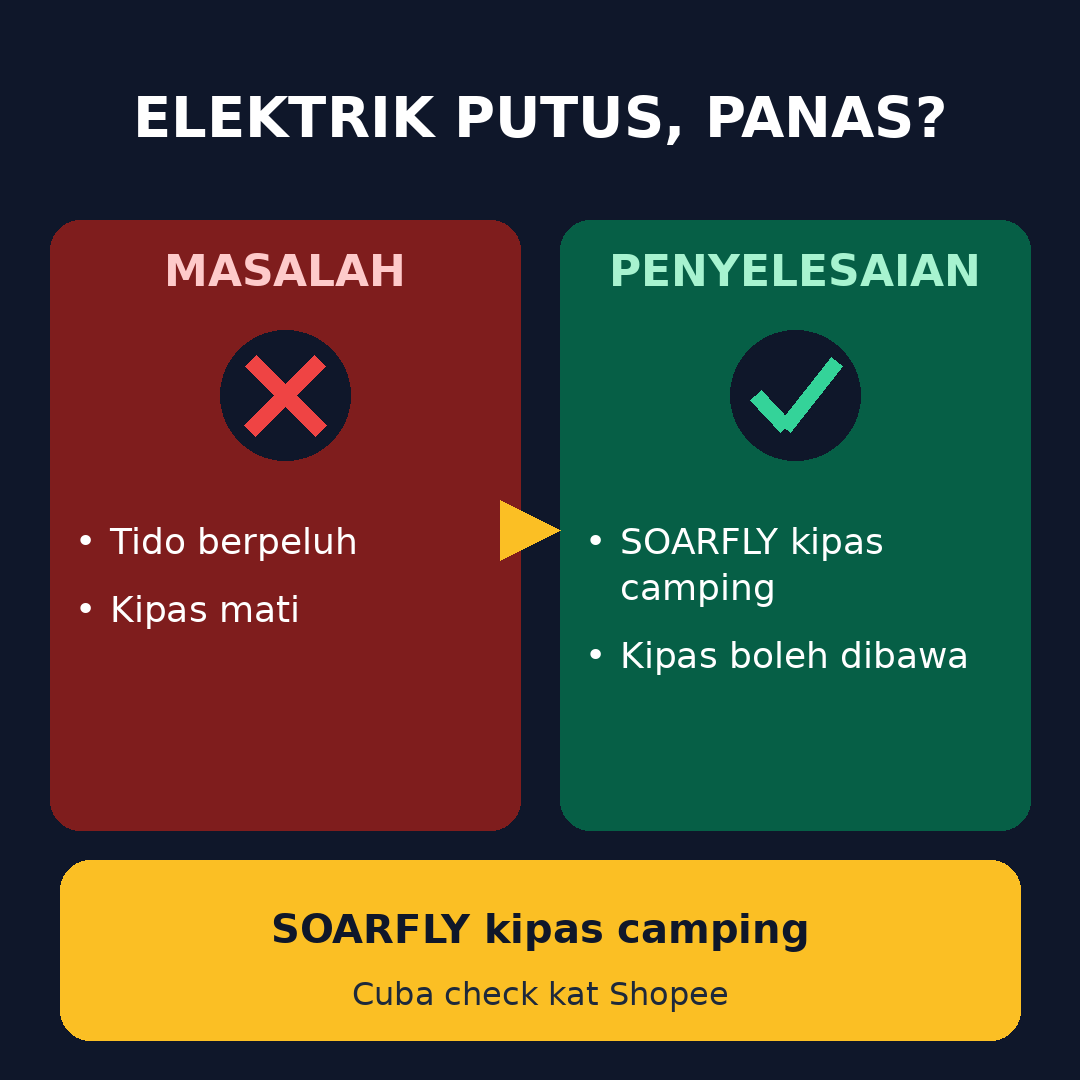 ELEKTRIK PUTUS, PANAS?
MASALAH
• Tido berpeluh
• Kipas mati
PENYELESAIAN
• SOARFLY kipas
camping
• Kipas boleh dibawa
SOARFLY kipas camping
Cuba check kat Shopee